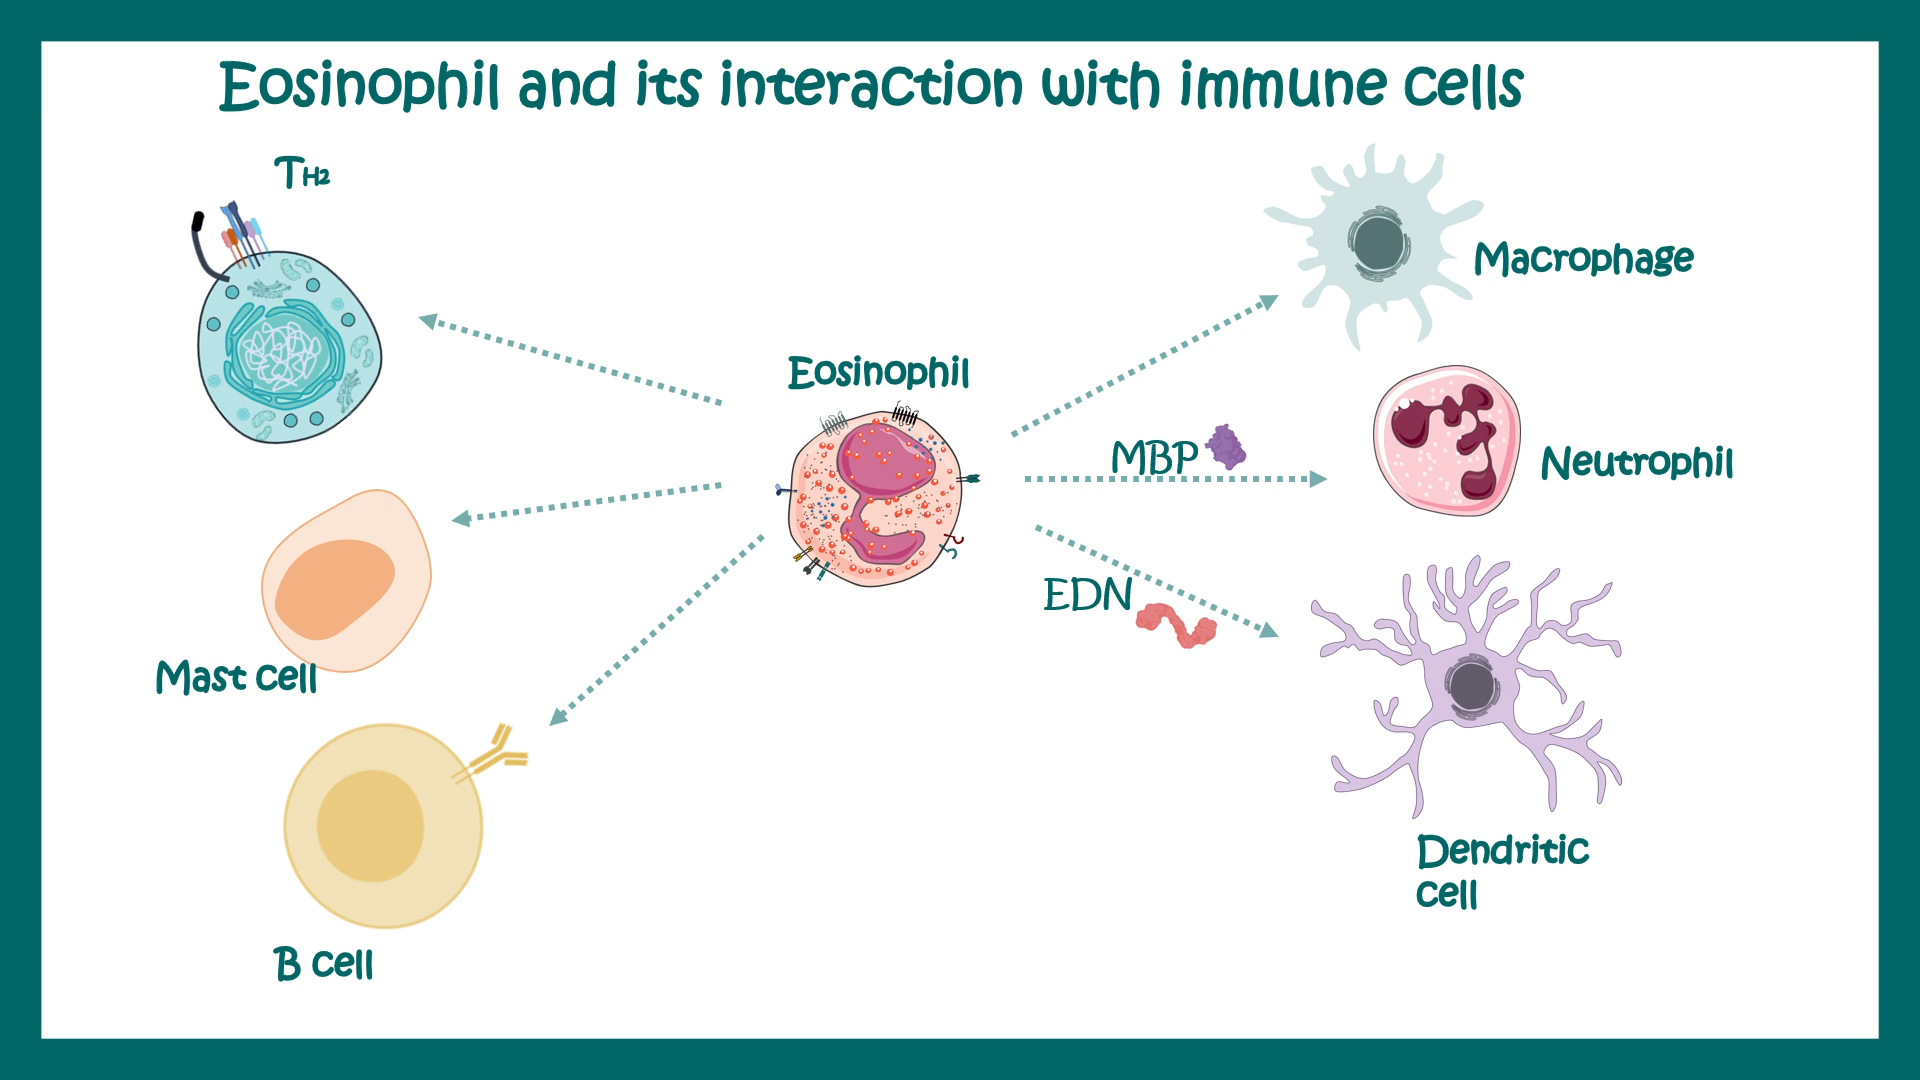 Eosinophil and its interaction with immune cells
TH2
Macrophage
Eosinophil
MBP
Neutrophil
EDN
Mast cell
Dendritic
cell
B cell